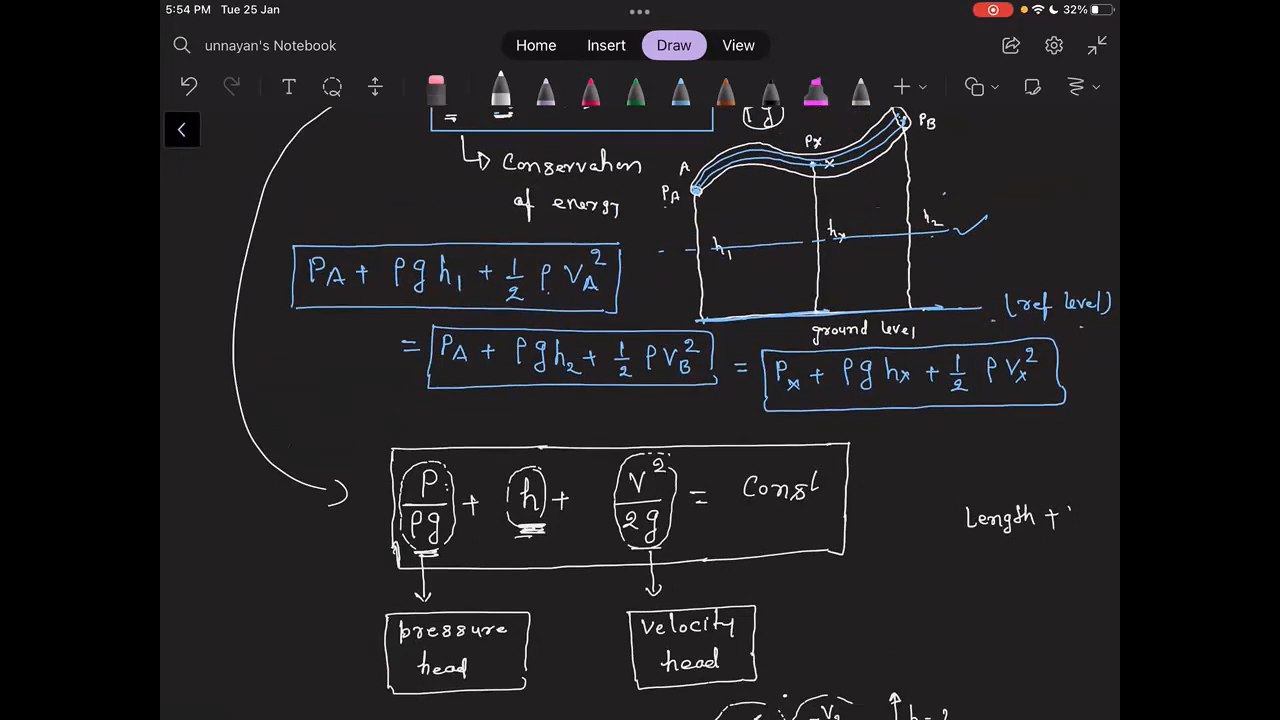 5:54 PM Tue 25 Jan
32%
unnayan's Notebook
Home Insert Draw View
Conservation
of energy
A
PA
Px
x
PB
h1
hx
h2
(ref level)
ground level
PA + ρgh1 + 1/2 ρVA²
= PA + ρgh2 + 1/2 ρVB² = Px + ρghx + 1/2 ρVx²
P/ρg + h + V²/2g = Const
Length +
pressure
head
velocity
head